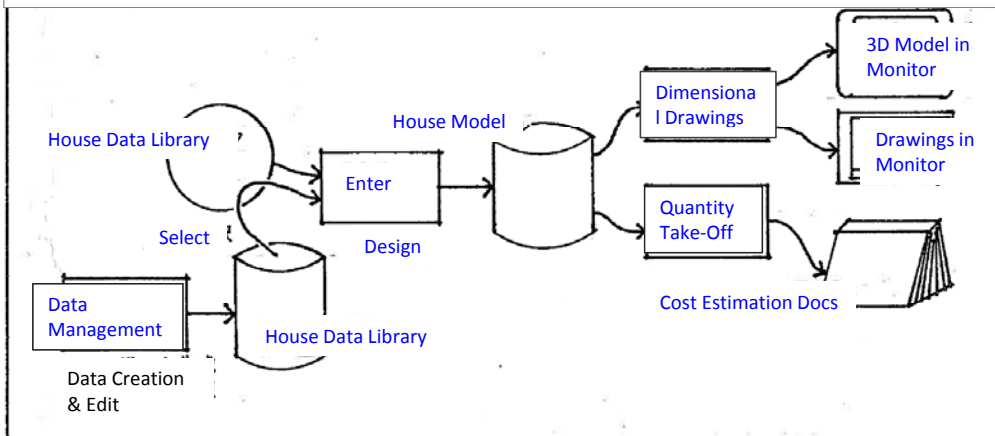 3D Model in
Monitor
Dimensiona
l Drawings
House Model
House Data Library
Drawings in
Monitor
Enter
Quantity
Take-Off
Select
Design
Data
Management
House Data Library
Cost Estimation Docs
Data Creation
& Edit